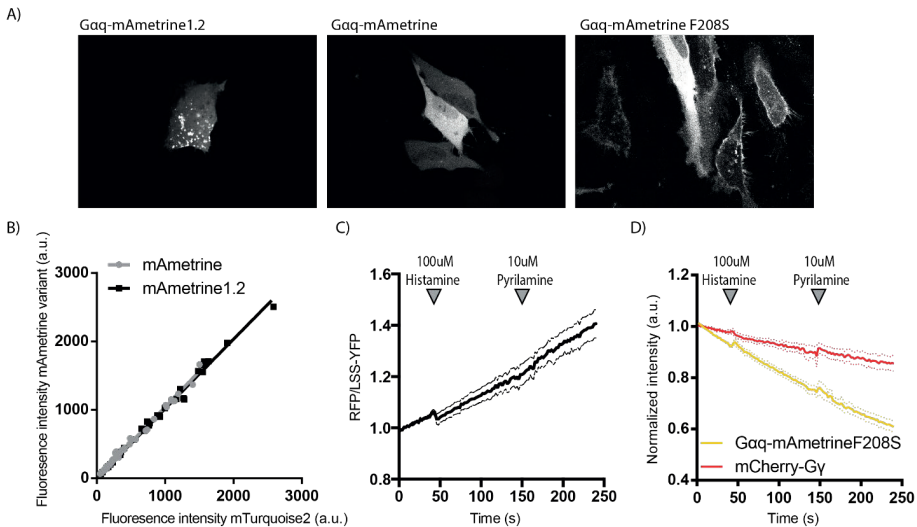 A)
Gαq-mAmetrine1.2
Gαq-mAmetrine
Gαq-mAmetrine F208S
B)
mAmetrine
mAmetrine1.2
Fluoresence intensity mAmetrine variant (a.u.)
3000
2000
1000
0
0
1000
2000
3000
Fluoresence intensity mTurquoise2 (a.u.)
C)
100uM
Histamine
10uM
Pyrilamine
RFP/LSS-YFP
1.6
1.4
1.2
1.0
0.8
0
50
100
150
200
250
Time (s)
D)
100uM
Histamine
10uM
Pyrilamine
Normalized intensity (a.u.)
1.2
1.0
0.8
0.6
0.4
Gαq-mAmetrineF208S
mCherry-Gγ
0
50
100
150
200
250
Time (s)